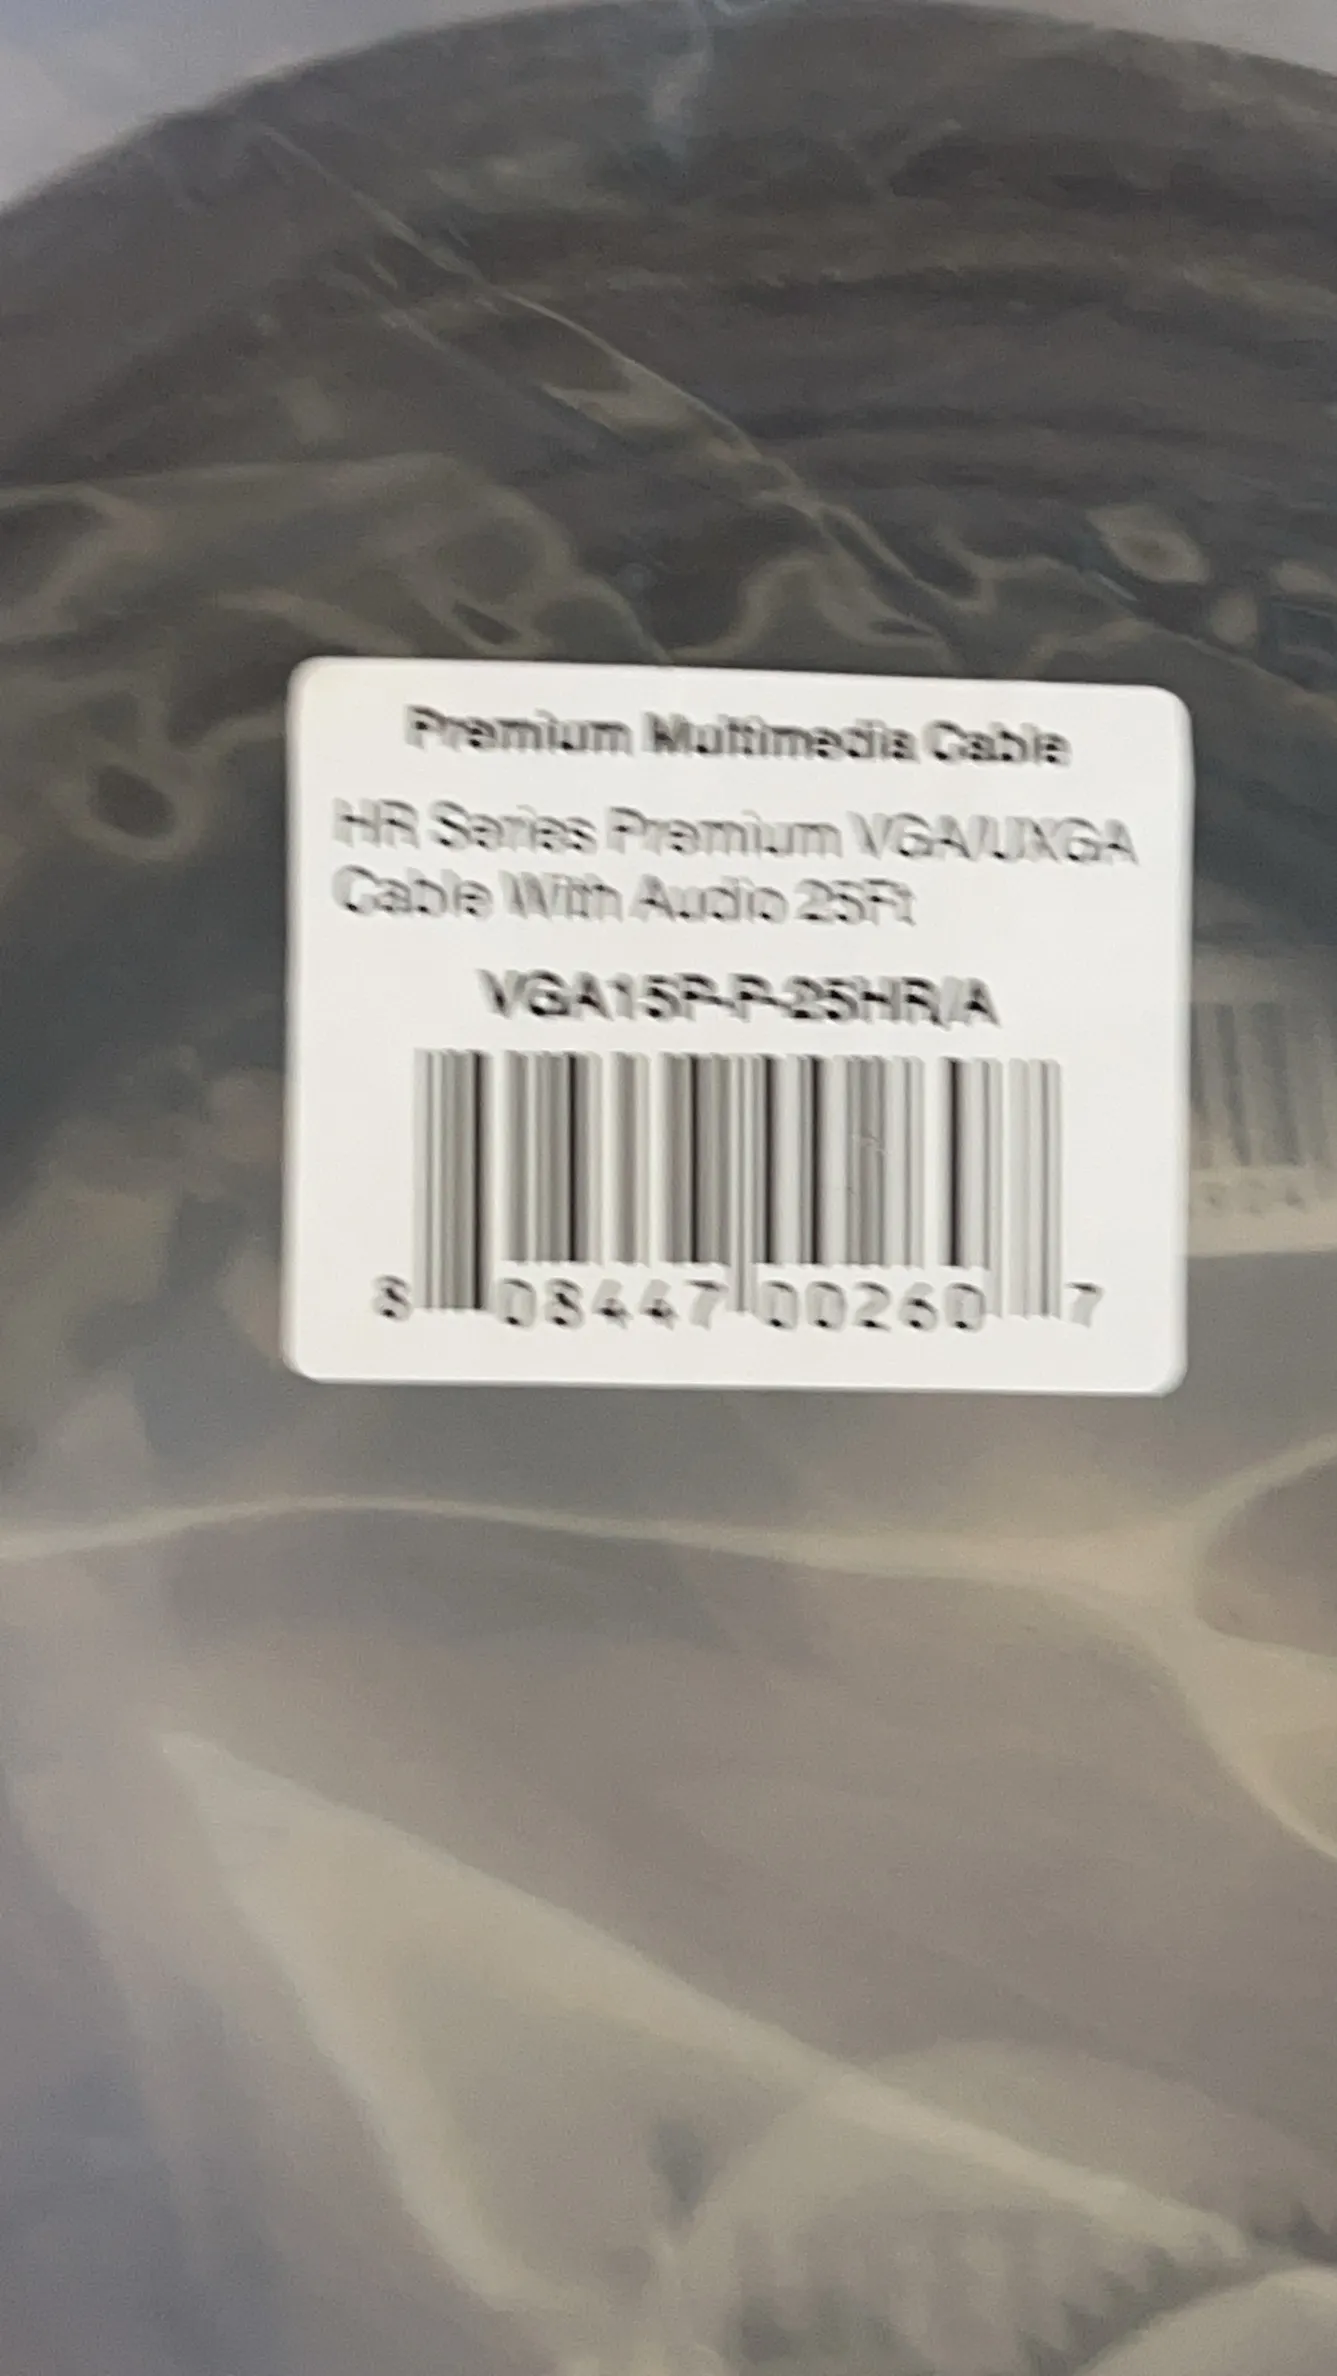 Premium Multimedia Cable
HR Series Premium VGA/UXGA
Cable With Audio 25Ft
VGA15P-P-25HR/A
8 08447 00260 7